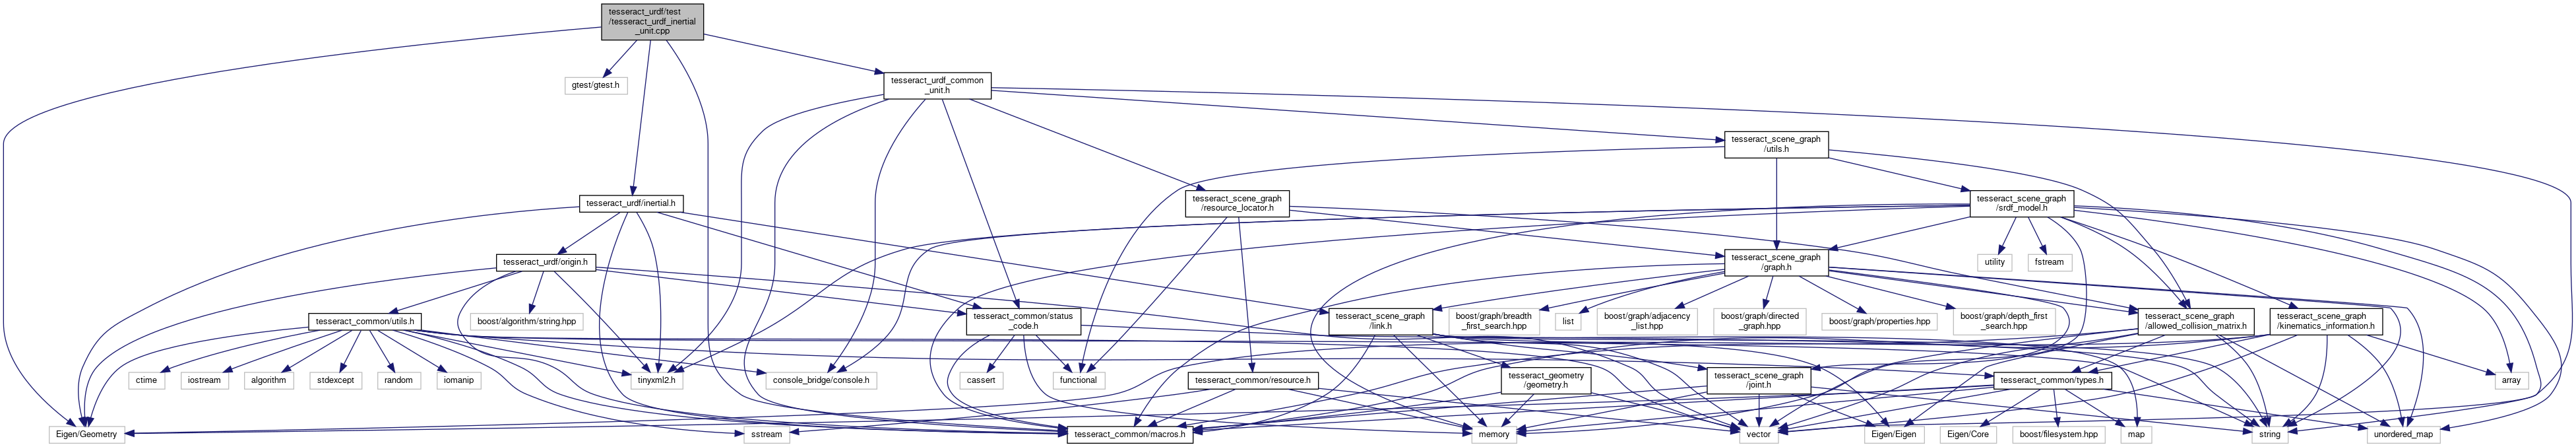 tesseract_urdf/test
/tesseract_urdf_inertial
_unit.cpp
gtest/gtest.h
tesseract_urdf_common
_unit.h
tesseract_scene_graph
/utils.h
tesseract_urdf/inertial.h
tesseract_scene_graph
/resource_locator.h
tesseract_scene_graph
/srdf_model.h
tesseract_urdf/origin.h
tesseract_scene_graph
/graph.h
utility
fstream
tesseract_common/utils.h
boost/algorithm/string.hpp
tesseract_common/status
_code.h
tesseract_scene_graph
/link.h
boost/graph/breadth
_first_search.hpp
list
boost/graph/adjacency
_list.hpp
boost/graph/directed
_graph.hpp
boost/graph/properties.hpp
boost/graph/depth_first
_search.hpp
tesseract_scene_graph
/allowed_collision_matrix.h
tesseract_scene_graph
/kinematics_information.h
ctime
iostream
algorithm
stdexcept
random
iomanip
tinyxml2.h
console_bridge/console.h
cassert
functional
tesseract_common/resource.h
tesseract_geometry
/geometry.h
tesseract_scene_graph
/joint.h
tesseract_common/types.h
array
Eigen/Geometry
sstream
tesseract_common/macros.h
memory
vector
Eigen/Eigen
Eigen/Core
boost/filesystem.hpp
map
string
unordered_map